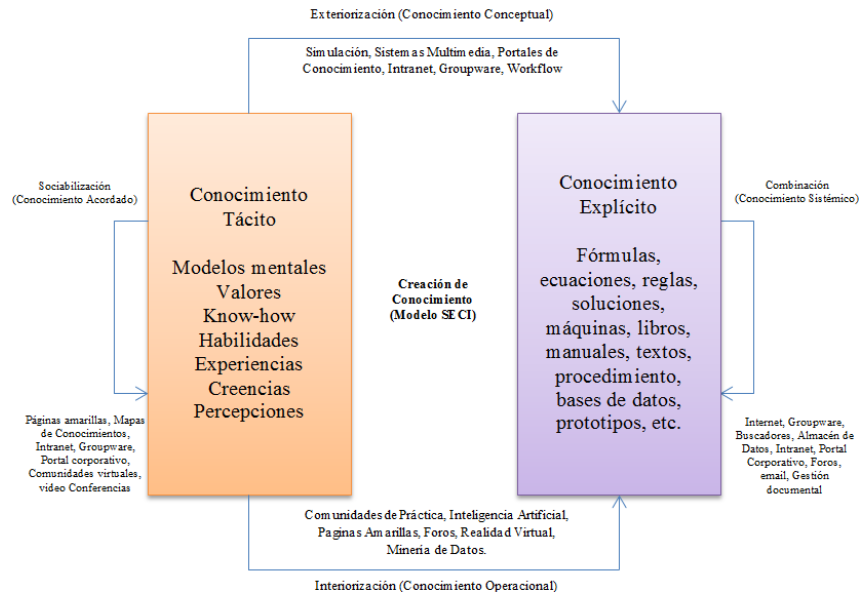 Exteriorización (Conocimiento Conceptual)
Simulación, Sistemas Multimedia, Portales de
Conocimiento, Intranet, Groupware, Workflow
Sociabilización
(Conocimiento Acordado)
Conocimiento
Tácito
Modelos mentales
Valores
Know-how
Habilidades
Experiencias
Creencias
Percepciones
Creación de
Conocimiento
(Modelo SECI)
Conocimiento
Explícito
Fórmulas,
ecuaciones, reglas,
soluciones,
máquinas, libros,
manuales, textos,
procedimiento,
bases de datos,
prototipos, etc.
Combinación
(Conocimiento Sistémico)
Páginas amarillas, Mapas
de Conocimientos,
Intranet, Groupware,
Portal corporativo,
Comunidades virtuales,
video Conferencias
Internet, Groupware,
Buscadores, Almacén de
Datos, Intranet, Portal
Corporativo, Foros,
email, Gestión
documental
Comunidades de Práctica, Inteligencia Artificial,
Paginas Amarillas, Foros, Realidad Virtual,
Minería de Datos.
Interiorización (Conocimiento Operacional)